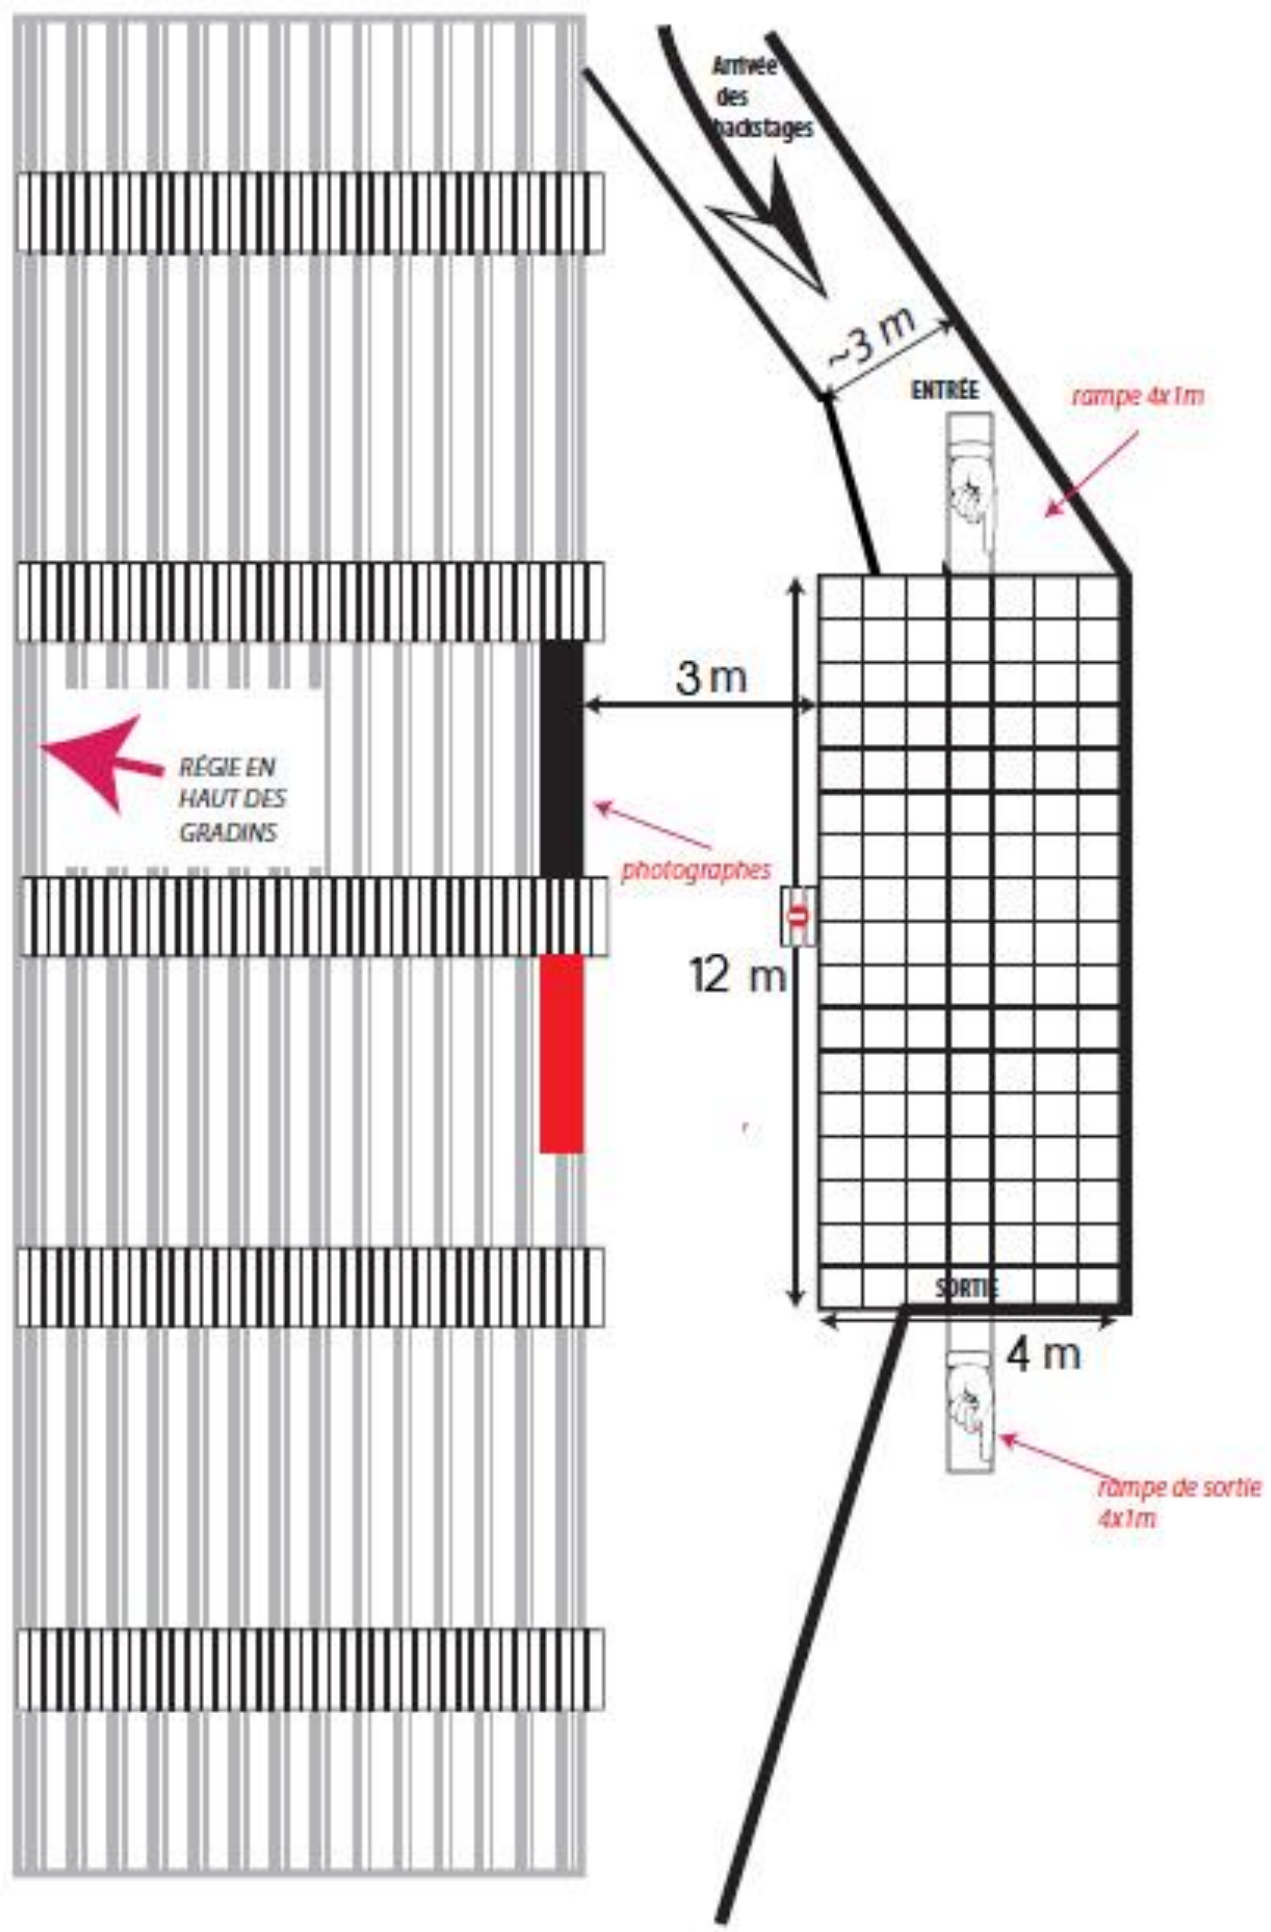 Arrivée
des
backstages
~3 m
ENTRÉE
rampe 4x1m
3 m
RÉGIE EN
HAUT DES
GRADINS
photographes
12 m
SORTIE
4 m
rampe de sortie
4x1m